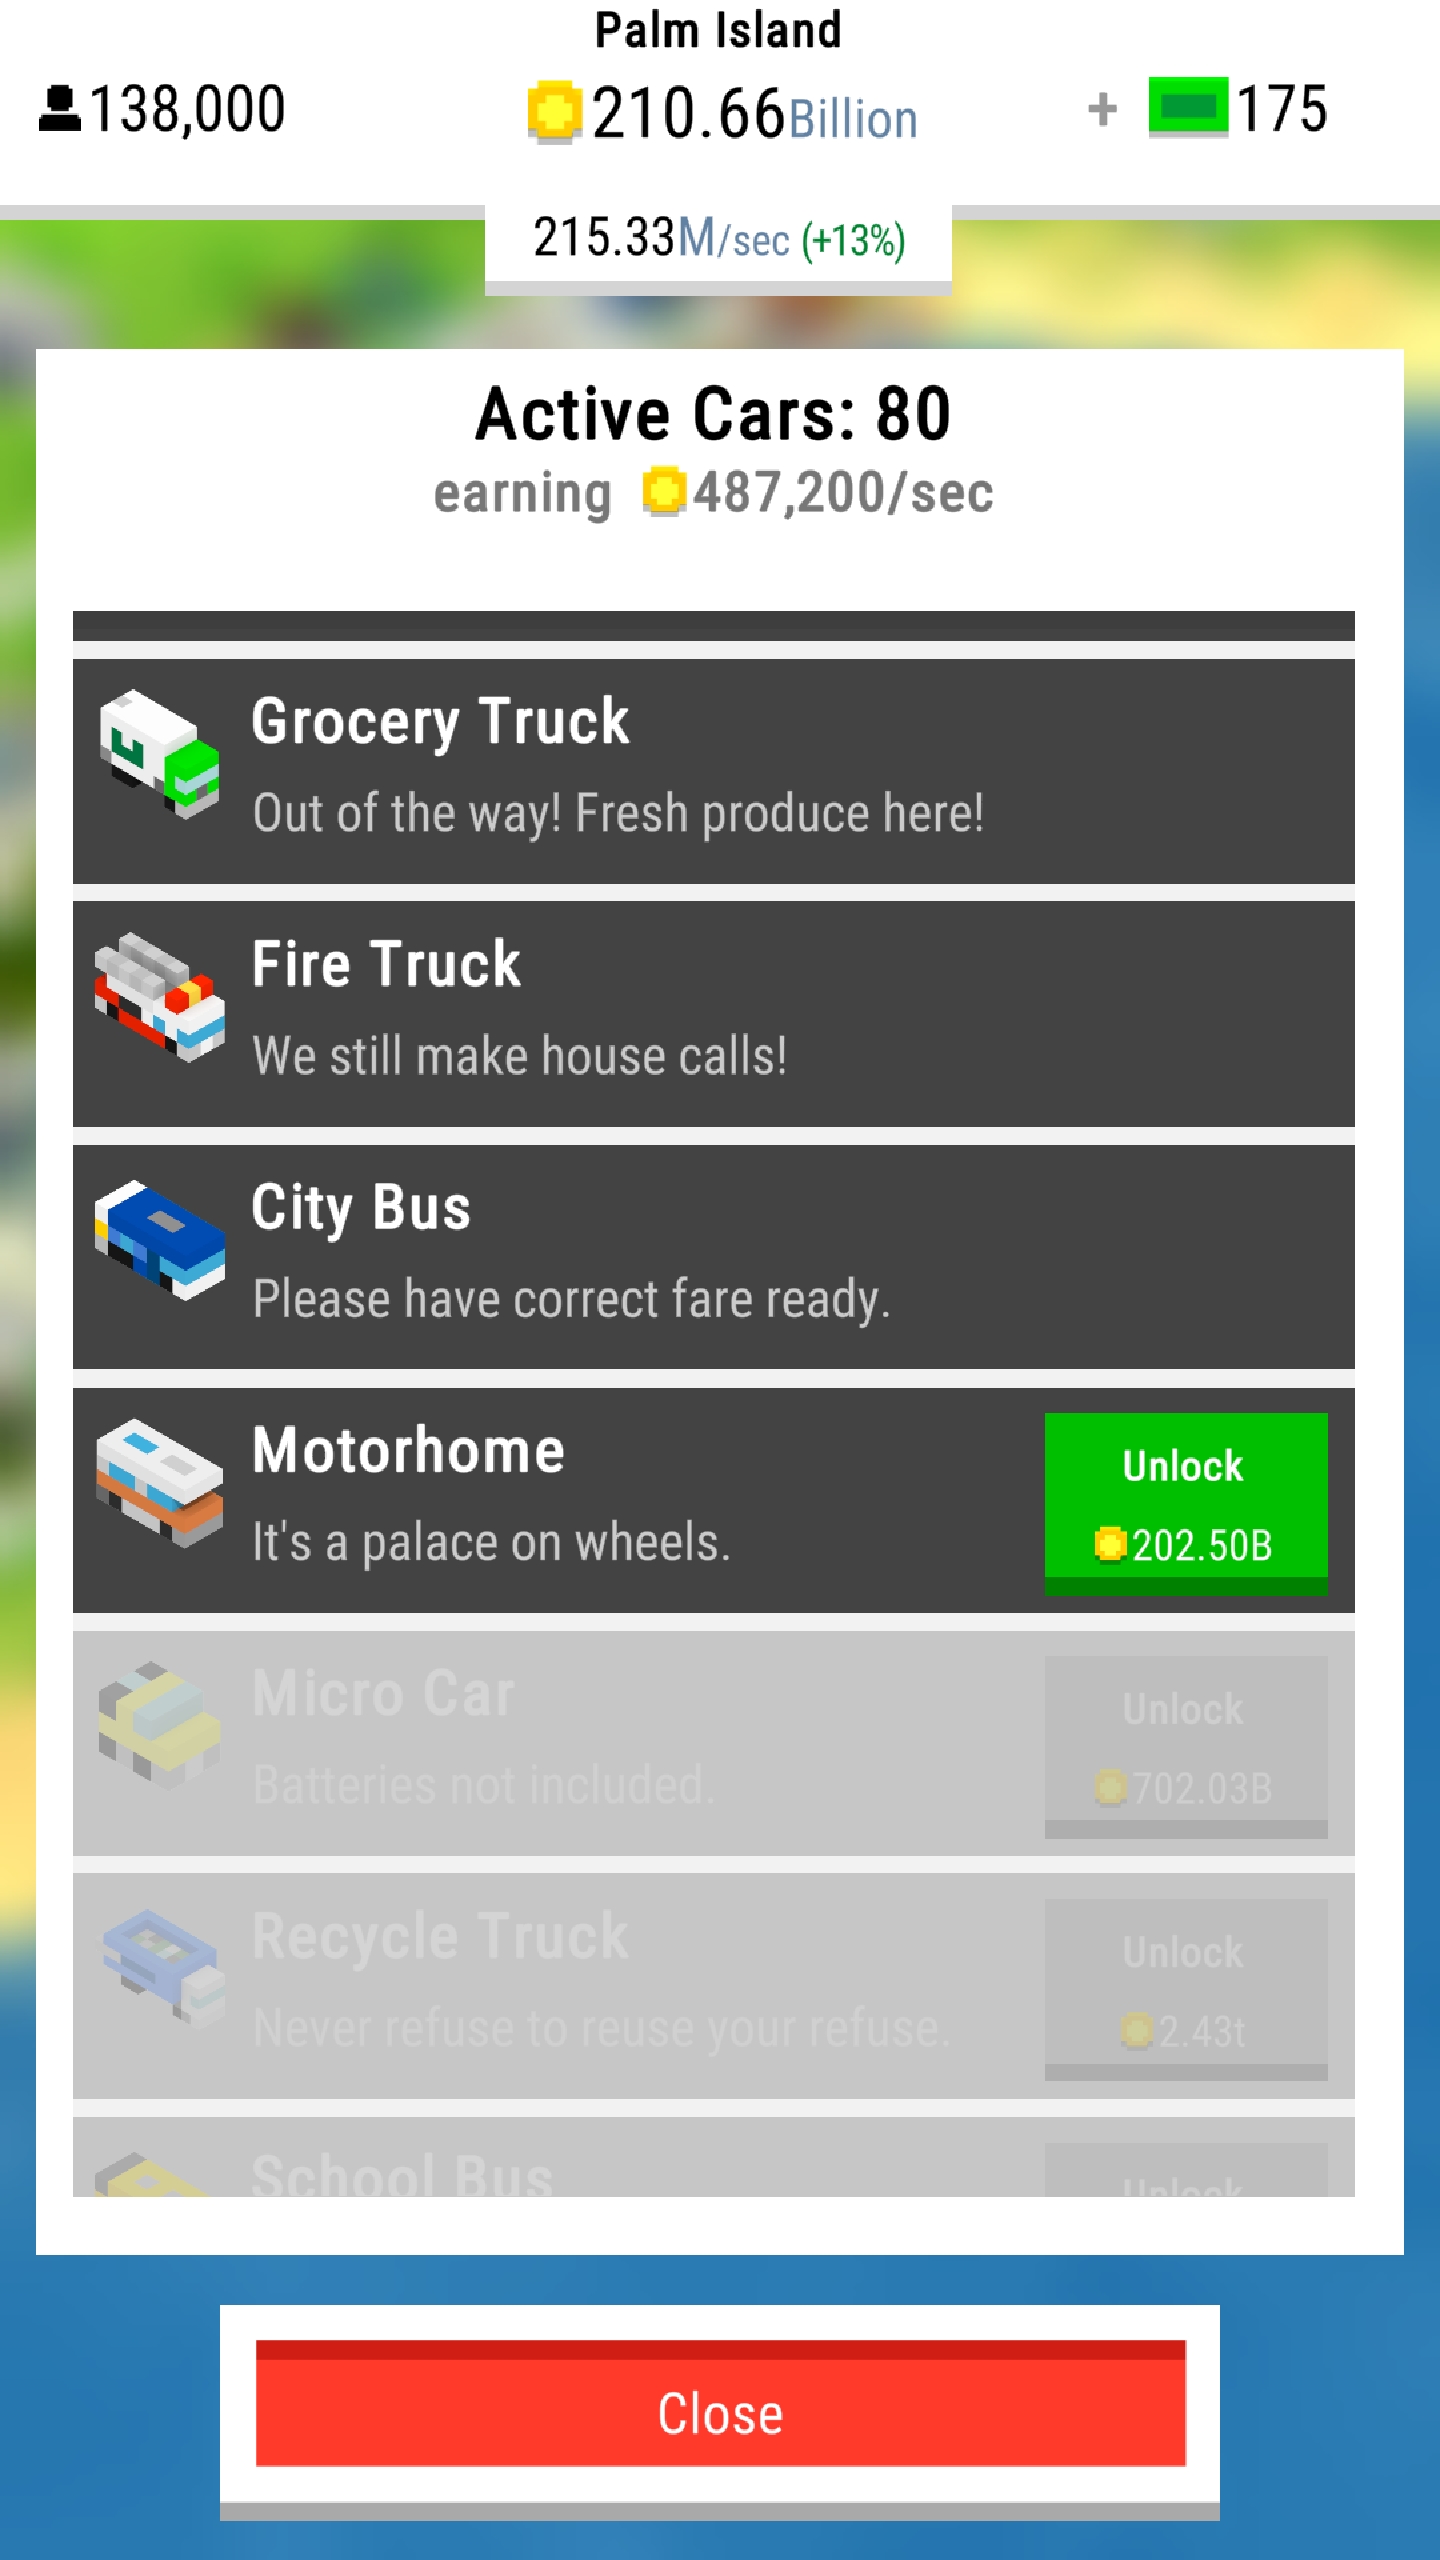 Palm Island
138,000
210.66Billion
+ 175
215.33M/sec (+13%)
Active Cars: 80
earning 487,200/sec
Grocery Truck
Out of the way! Fresh produce here!
Fire Truck
We still make house calls!
City Bus
Please have correct fare ready.
Motorhome
It's a palace on wheels.
Unlock
202.50B
Micro Car
Batteries not included.
Unlock
702.03B
Recycle Truck
Never refuse to reuse your refuse.
Unlock
2.43t
School Bus
Unlock
Close